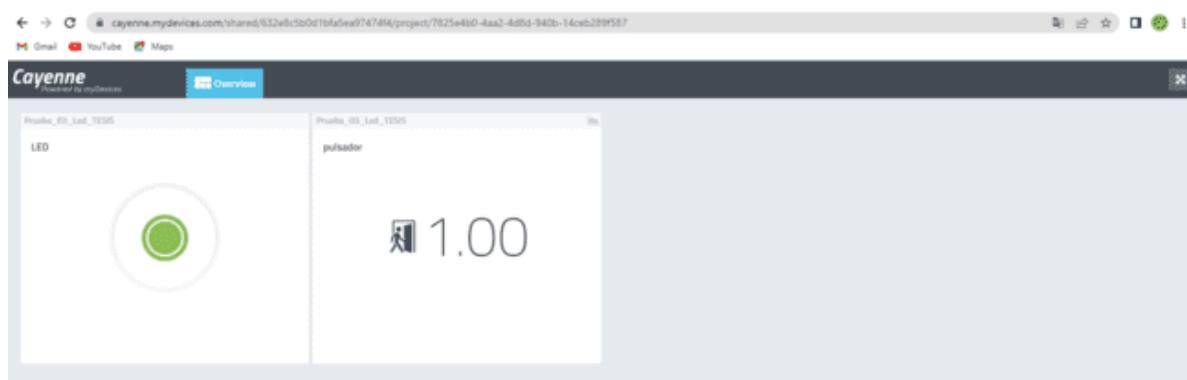 cayenne.mydevices.com/shared/632e8c5b0d1bfa5ea97474f4/project/7825e4b0-4aa2-4d8d-940b-14ceb289f587
Gmail YouTube Maps
Cayenne
Powered by myDevices
Overview
Prueba_03_Led_TESIS
Prueba_03_Led_TESIS
LED
pulsador
1.00